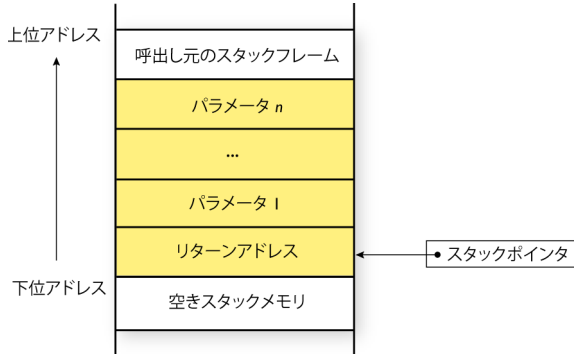 上位アドレス
呼出し元のスタックフレーム
パラメータ n
...
パラメータ 1
リターンアドレス
スタックポインタ
下位アドレス
空きスタックメモリ